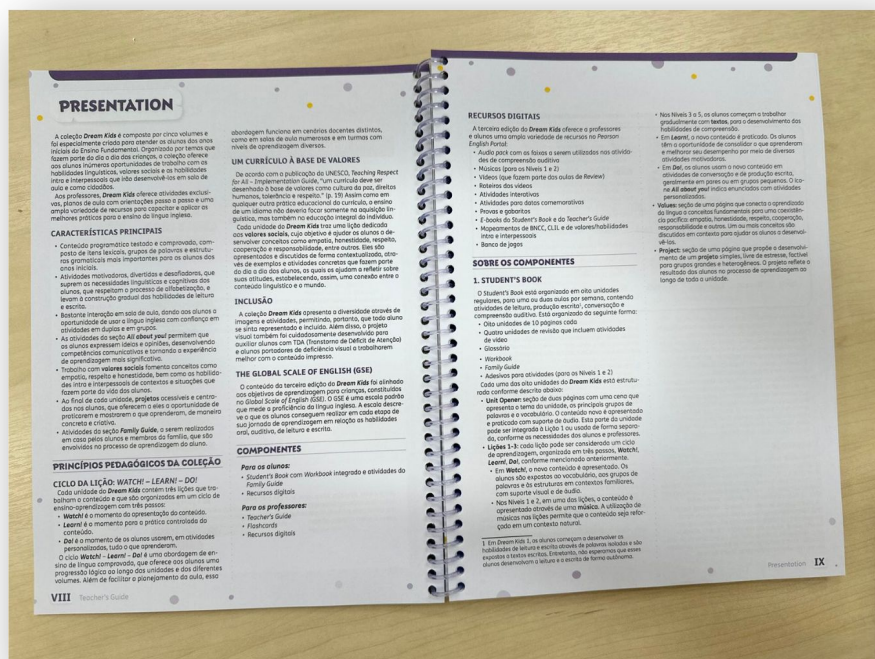 PRESENTATION
A coleção Dream Kids é composta por cinco volumes e
foi especialmente criada para atender os alunos dos anos
iniciais do Ensino Fundamental. Organizada por temas que
fazem parte do dia a dia das crianças, a coleção oferece
aos alunos inúmeras oportunidades de trabalho com as
habilidades linguísticas, valores sociais e as habilidades
intra e interpessoais que irão desenvolvê-los em sala de
aula e como cidadãos.
Aos professores, Dream Kids oferece atividades exclusi-
vas, planos de aula com orientações passo a passo e uma
ampla variedade de recursos para capacitar e aplicar as
melhores práticas para o ensino da língua inglesa.
CARACTERÍSTICAS PRINCIPAIS
• Conteúdo programático testado e comprovado, com-
posto de itens lexicais, grupos de palavras e estrutu-
ras gramaticais mais importantes para os alunos dos
anos iniciais.
• Atividades motivadoras, divertidas e desafiadoras, que
suprem as necessidades linguísticas e cognitivas dos
alunos, que respeitam o processo de alfabetização, e
levam à construção gradual das habilidades de leitura
e escrita.
• Bastante interação em sala de aula, dando aos alunos a
oportunidade de usar a língua inglesa com confiança em
atividades em duplas e em grupos.
• As atividades da seção All about you! permitem que
os alunos expressem ideias e opiniões, desenvolvendo
competências comunicativas e tornando a experiência
de aprendizagem mais significativa.
• Trabalho com valores sociais fomenta conceitos como
empatia, respeito e honestidade, bem como as habilida-
des intra e interpessoais de contextos e situações que
fazem parte da vida dos alunos.
• Ao final de cada unidade, projetos acessíveis e centra-
dos nos alunos, que oferecem a eles a oportunidade de
praticarem e mostrarem o que aprenderam, de maneira
concreta e criativa.
• Atividades da seção Family Guide, a serem realizadas
em casa pelos alunos e membros da família, que são
envolvidos no processo de aprendizagem do aluno.
PRINCÍPIOS PEDAGÓGICOS DA COLEÇÃO
CICLO DA LIÇÃO: WATCH! – LEARN! – DO!
Cada unidade do Dream Kids contém três lições que tra-
balham o conteúdo e que são organizadas em um ciclo de
ensino-aprendizagem com três passos:
• Watch! é o momento da apresentação do conteúdo.
• Learn! é o momento para a prática controlada do
conteúdo.
• Do! é o momento de os alunos usarem, em atividades
personalizadas, tudo o que aprenderam.
O ciclo Watch! - Learn! - Do! é uma abordagem de en-
sino de língua comprovada, que oferece aos alunos uma
progressão lógica ao longo das unidades e dos diferentes
volumes. Além de facilitar o planejamento da aula, essa
abordagem funciona em cenários docentes distintos,
como em salas de aula numerosas e em turmas com
níveis de aprendizagem diversos.
UM CURRÍCULO À BASE DE VALORES
De acordo com a publicação da UNESCO, Teaching Respect
for All – Implementation Guide, "um currículo deve ser
desenhado à base de valores como cultura da paz, direitos
humanos, tolerância e respeito." (p. 19) Assim como em
qualquer outra prática educacional do currículo, o ensino
de um idioma não deveria focar somente na aquisição lin-
guística, mas também na educação integral do indivíduo.
Cada unidade do Dream Kids traz uma lição dedicada
aos valores sociais, cujo objetivo é ajudar os alunos a de-
senvolver conceitos como empatia, honestidade, respeito,
cooperação e responsabilidade, entre outros. Eles são
apresentados e discutidos de forma contextualizada, atra-
vés de exemplos e atividades concretas que fazem parte
do dia a dia dos alunos, as quais os ajudam a refletir sobre
suas atitudes, estabelecendo, assim, uma conexão entre o
conteúdo linguístico e o mundo.
INCLUSÃO
A coleção Dream Kids apresenta a diversidade através de
imagens e atividades, permitindo, portanto, que todo aluno
se sinta representado e incluído. Além disso, o projeto
visual também foi cuidadosamente desenvolvido para
auxiliar alunos com TDA (Transtorno de Déficit de Atenção)
e alunos portadores de deficiência visual a trabalharem
melhor com o conteúdo impresso.
THE GLOBAL SCALE OF ENGLISH (GSE)
O conteúdo da terceira edição do Dream Kids foi alinhado
aos objetivos de aprendizagem para crianças, constituídos
no Global Scale of English (GSE). O GSE é uma escala padrão
que mede a proficiência da língua inglesa. A escala descre-
ve o que os alunos conseguem realizar em cada etapa de
sua jornada de aprendizagem em relação às habilidades
oral, auditiva, de leitura e escrita.
COMPONENTES
Para os alunos:
• Student's Book com Workbook integrado e atividades do
Family Guide
• Recursos digitais
Para os professores:
• Teacher's Guide
• Flashcards
• Recursos digitais
VIII Teacher's Guide
RECURSOS DIGITAIS
A terceira edição do Dream Kids oferece a professores
e alunos uma ampla variedade de recursos no Pearson
English Portal:
• Audio pack com as faixas a serem utilizadas nas ativida-
des de compreensão auditiva
• Músicas (para os Níveis 1 e 2)
• Vídeos (que fazem parte das aulas de Review)
• Roteiros dos vídeos
• Atividades interativas
• Atividades para datas comemorativas
• Provas e gabaritos
• E-books do Student's Book e do Teacher's Guide
• Mapeamentos de BNCC, CLIL e de valores/habilidades
intra e interpessoais
• Banco de jogos
SOBRE OS COMPONENTES
1. STUDENT'S BOOK
O Student's Book está organizado em oito unidades
regulares, para uma ou duas aulas por semana, contendo
atividades de leitura, produção escrita¹, conversação e
compreensão auditiva. Está organizado da seguinte forma:
• Oito unidades de 10 páginas cada
• Quatro unidades de revisão que incluem atividades
de vídeo
• Glossário
• Workbook
• Family Guide
• Adesivos para atividades (para os Níveis 1 e 2)
Cada uma das oito unidades do Dream Kids está estrutu-
rada conforme descrito abaixo:
• Unit Opener: seção de duas páginas com uma cena que
apresenta o tema da unidade, os principais grupos de
palavras e o vocabulário. O conteúdo novo é apresentado
e praticado com suporte de áudio. Esta parte da unidade
pode ser integrada à Lição 1 ou usada de forma separa-
da, conforme as necessidades dos alunos e professores.
• Lições 1-3: cada lição pode ser considerada um ciclo
de aprendizagem, organizada em três passos, Watch!,
Learn!, Do!, conforme mencionado anteriormente.
• Em Watch!, o novo conteúdo é apresentado. Os
alunos são expostos ao vocabulário, aos grupos de
palavras e às estruturas em contextos familiares,
com suporte visual e de áudio.
• Nos Níveis 1 e 2, em uma das lições, o conteúdo é
apresentado através de uma música. A utilização de
músicas nas lições permite que o conteúdo seja refor-
çado em um contexto natural.
1 Em Dream Kids 1, os alunos começam a desenvolver as
habilidades de leitura e escrita através de palavras isoladas e são
expostos a textos escritos. Entretanto, não esperamos que esses
alunos desenvolvam a leitura e a escrita de forma autônoma.
• Nos Níveis 3 a 5, os alunos começam a trabalhar
gradualmente com textos, para o desenvolvimento das
habilidades de compreensão.
• Em Learn!, o novo conteúdo é praticado. Os alunos
têm a oportunidade de consolidar o que aprenderam
e melhorar seu desempenho por meio de diversas
atividades motivadoras.
• Em Do!, os alunos usam o novo conteúdo em
atividades de conversação e de produção escrita,
geralmente em pares ou em grupos pequenos. O íco-
ne All about you! indica enunciados com atividades
personalizadas.
• Values: seção de uma página que conecta a aprendizado
da língua a conceitos fundamentais para uma coexistên-
cia pacífica: empatia, honestidade, respeito, cooperação,
responsabilidade e outros. Um ou mais conceitos são
discutidos em contexto para ajudar os alunos a desenvol-
vê-los.
• Project: seção de uma página que propõe o desenvolvi-
mento de um projeto simples, livre de estresse, factível
para grupos grandes e heterogêneos. O projeto reflete o
resultado dos alunos no processo de aprendizagem ao
longo de toda a unidade.
Presentation IX